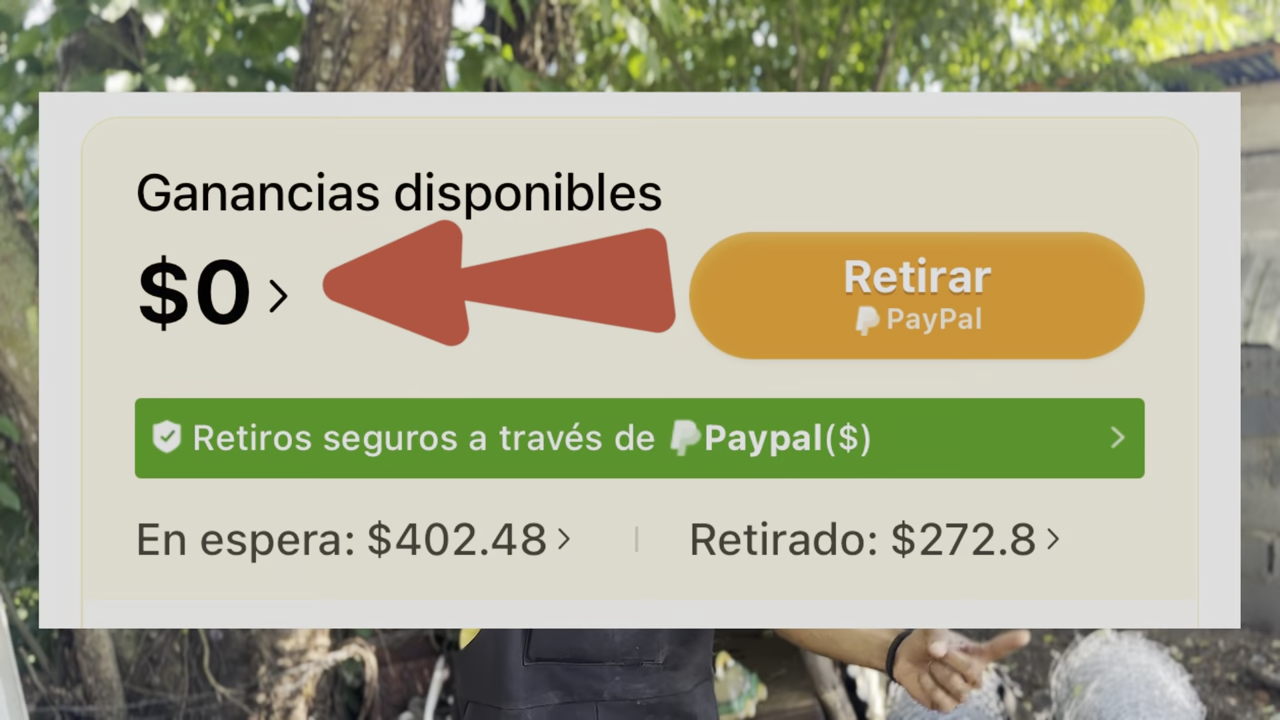 Ganancias disponibles
$0 >
Retirar
PayPal
Retiros seguros a través de Paypal($) >
En espera: $402.48 > | Retirado: $272.8 >